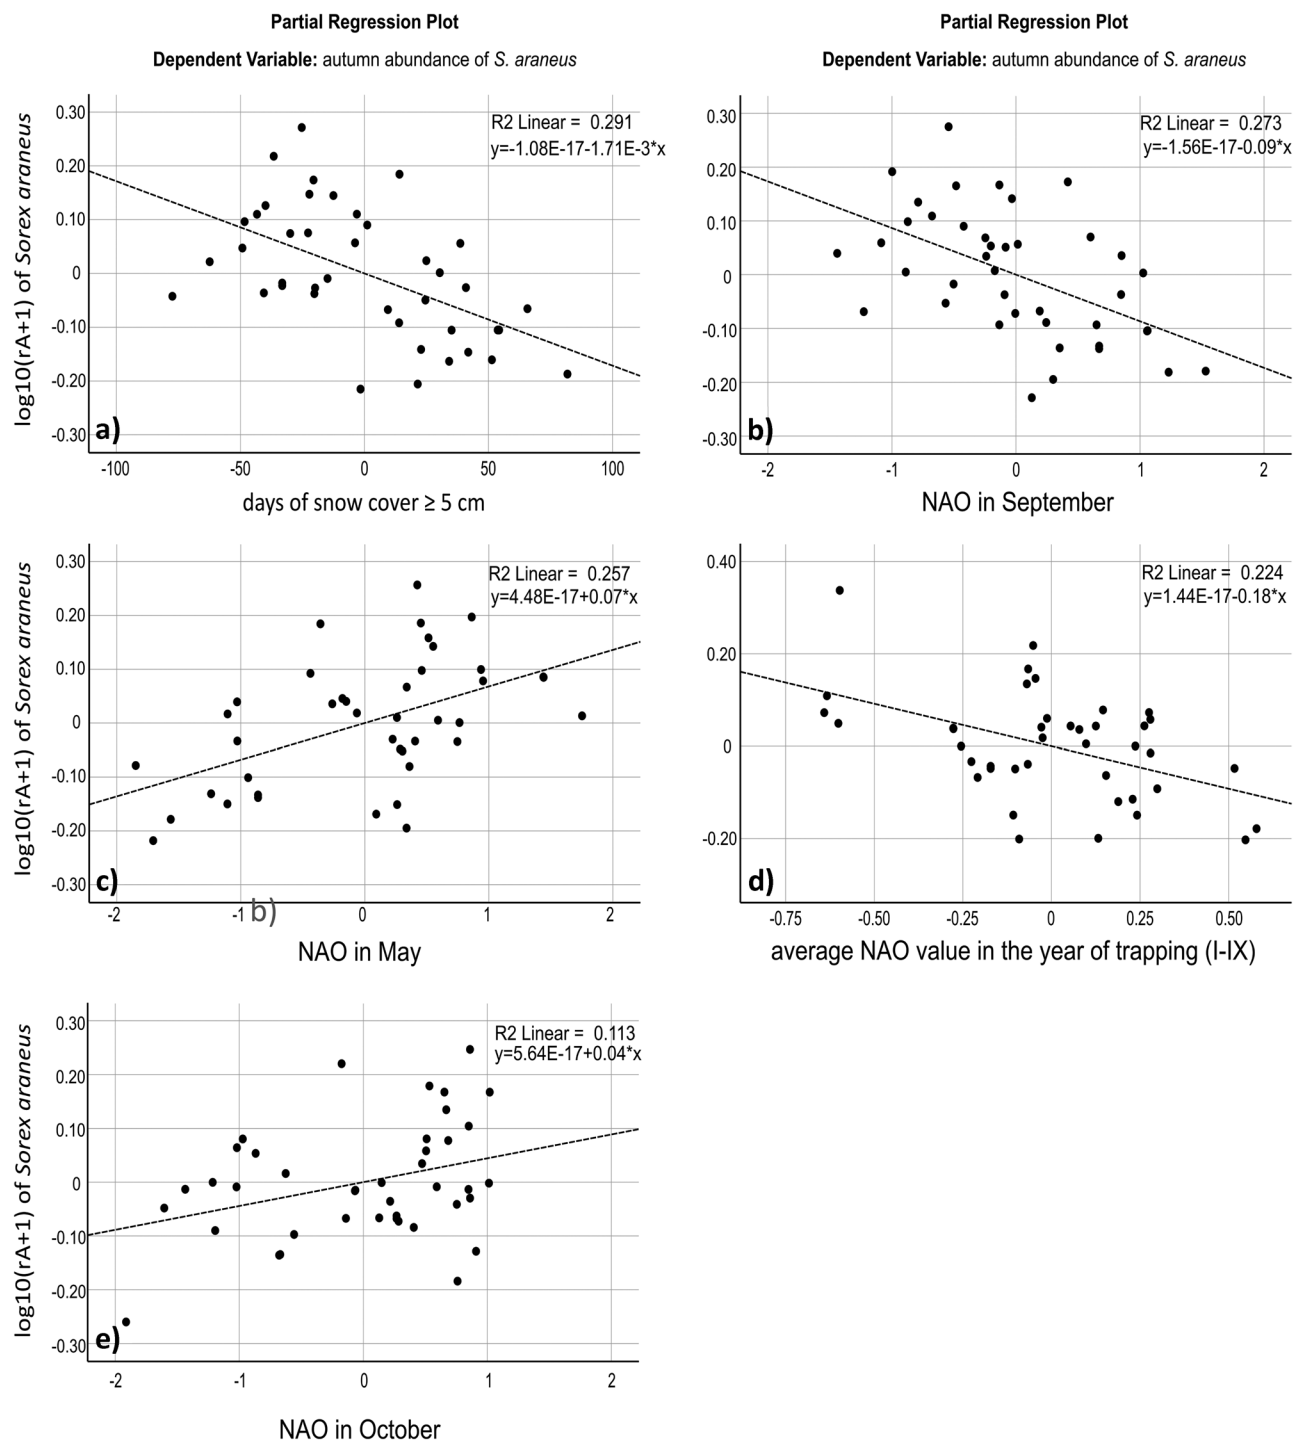 Partial Regression Plot
Dependent Variable: autumn abundance of S. araneus
log10(rA+1) of Sorex araneus
0.30
0.20
0.10
0
-0.10
-0.20
-0.30
R2 Linear = 0.291
y=-1.08E-17-1.71E-3*x
a)
-100 -50 0 50 100
days of snow cover ≥ 5 cm
Partial Regression Plot
Dependent Variable: autumn abundance of S. araneus
0.30
0.20
0.10
0
-0.10
-0.20
-0.30
R2 Linear = 0.273
y=-1.56E-17-0.09*x
b)
-2 -1 0 1 2
NAO in September
log10(rA+1) of Sorex araneus
0.30
0.20
0.10
0
-0.10
-0.20
-0.30
R2 Linear = 0.257
y=4.48E-17+0.07*x
c)
-2 -1 b) 0 1 2
NAO in May
0.40
0.20
0
-0.20
R2 Linear = 0.224
y=1.44E-17-0.18*x
d)
-0.75 -0.50 -0.25 0 0.25 0.50
average NAO value in the year of trapping (I-IX)
log10(rA+1) of Sorex araneus
0.30
0.20
0.10
0
-0.10
-0.20
-0.30
R2 Linear = 0.113
y=5.64E-17+0.04*x
e)
-2 -1 0 1 2
NAO in October